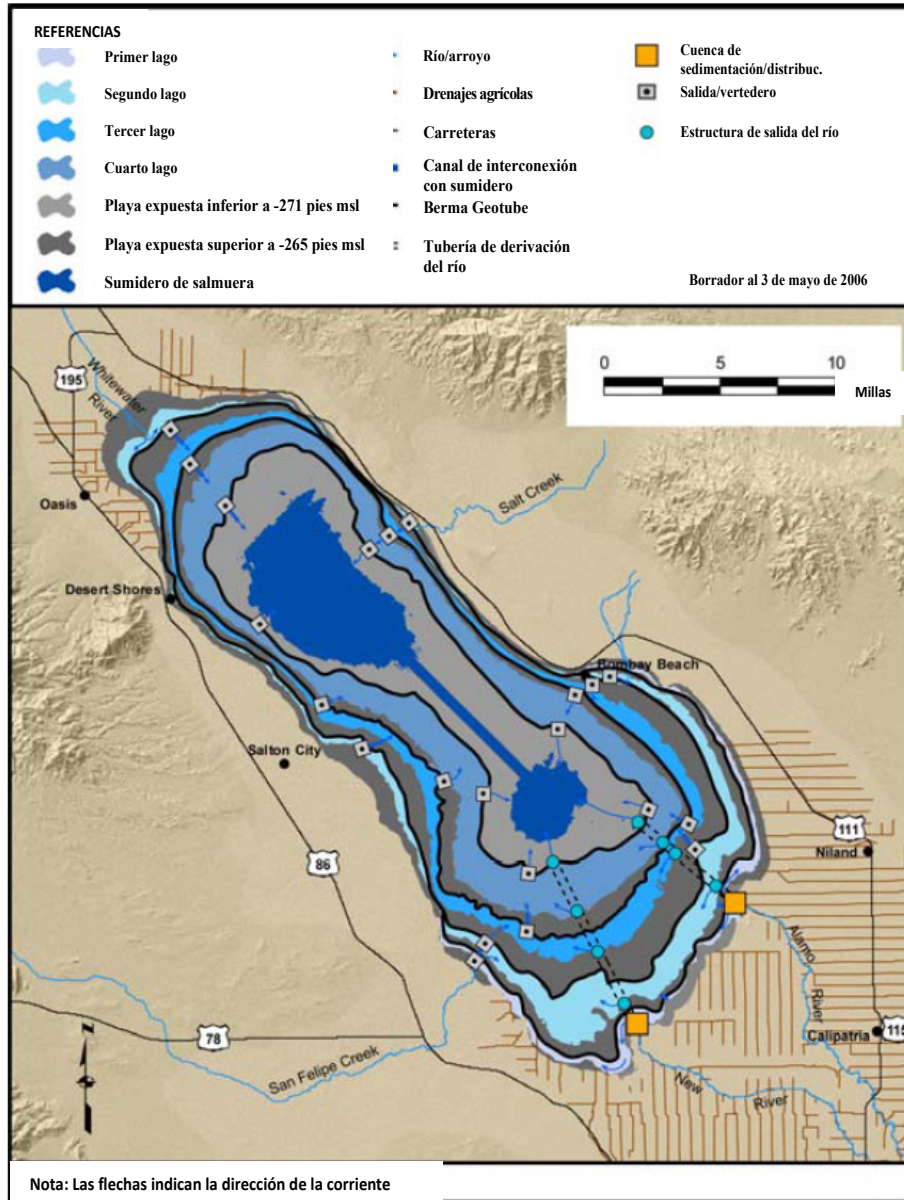 REFERENCIAS
Primer lago
Segundo lago
Tercer lago
Cuarto lago
Playa expuesta inferior a -271 pies msl
Playa expuesta superior a -265 pies msl
Sumidero de salmuera
Río/arroyo
Drenajes agrícolas
Carreteras
Canal de interconexión
con sumidero
Berma Geotube
Tubería de derivación
del río
Cuenca de
sedimentación/distribuc.
Salida/vertedero
Estructura de salida del río
Borrador al 3 de mayo de 2006
0 5 10
Millas
195
Whitewater
River
Oasis
Salt Creek
Desert Shores
Bombay Beach
Salton City
111
Niland
86
Alamo
River
78
Calipatria
115
San Felipe Creek
New
River
N
Nota: Las flechas indican la dirección de la corriente